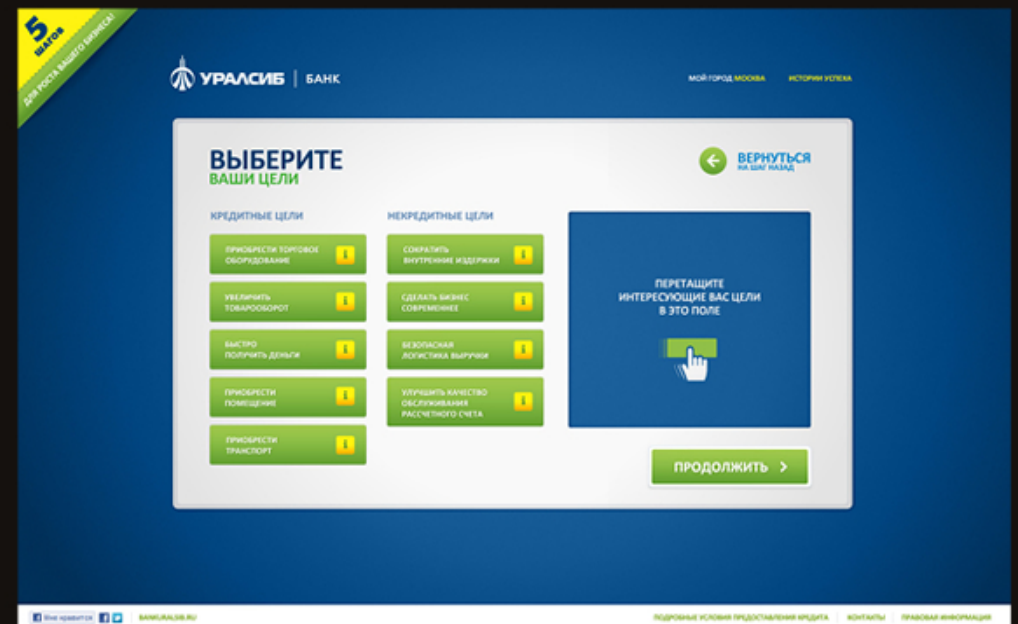 5
ШАГОВ
ДЛЯ РОСТА ВАШЕГО БИЗНЕСА!
УРАЛСИБ | БАНК
МОЙ ГОРОД МОСКВА
ИСТОРИИ УСПЕХА
ВЫБЕРИТЕ
ВАШИ ЦЕЛИ
ВЕРНУТЬСЯ
НА ШАГ НАЗАД
КРЕДИТНЫЕ ЦЕЛИ
ПРИОБРЕСТИ ТОРГОВОЕ
ОБОРУДОВАНИЕ
УВЕЛИЧИТЬ
ТОВАРООБОРОТ
БЫСТРО
ПОЛУЧИТЬ ДЕНЬГИ
ПРИОБРЕСТИ
ПОМЕЩЕНИЕ
ПРИОБРЕСТИ
ТРАНСПОРТ
НЕКРЕДИТНЫЕ ЦЕЛИ
СОКРАТИТЬ
ВНУТРЕННИЕ ИЗДЕРЖКИ
СДЕЛАТЬ БИЗНЕС
СОВРЕМЕННЕЕ
БЕЗОПАСНАЯ
ЛОГИСТИКА ВЫРУЧКИ
УЛУЧШИТЬ КАЧЕСТВО
ОБСЛУЖИВАНИЯ
РАССЧЕТНОГО СЧЕТА
ПЕРЕТАЩИТЕ
ИНТЕРЕСУЮЩИЕ ВАС ЦЕЛИ
В ЭТО ПОЛЕ
ПРОДОЛЖИТЬ
Мне нравится
BANKURALSIB.RU
ПОДРОБНЫЕ УСЛОВИЯ ПРЕДОСТАВЛЕНИЯ КРЕДИТА
КОНТАКТЫ
ПРАВОВАЯ ИНФОРМАЦИЯ